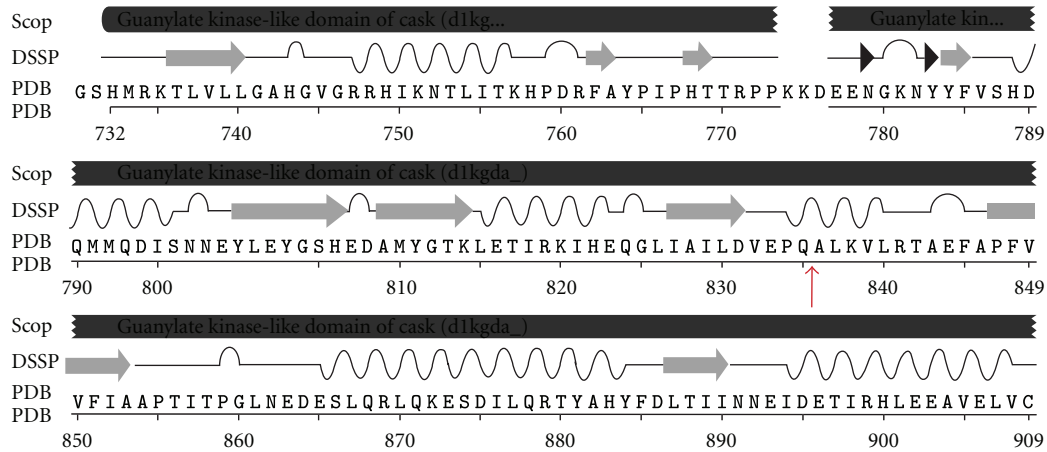 Scop Guanylate kinase-like domain of cask (d1kg... Guanylate kin...
DSSP
PDB GSHMRKTLVLLGAHGVGRRHIKNTLITKHPDRFAYPIPHTTRPPKKDEENGKNYYFVSHD
PDB
732 740 750 760 770 780 789
Scop Guanylate kinase-like domain of cask (d1kgda_)
DSSP
PDB QMMQDISNNEYLEYGSHEDAMYGTKLETIRKIHEQGLIAILDVEPQALKVLRTAEFAPFV
PDB
790 800 810 820 830 840 849
Scop Guanylate kinase-like domain of cask (d1kgda_)
DSSP
PDB VFIAAPTITPGLNEDESLQRLQKESDILQRTYAHYFDLTIINNEIDETIRHLEEAVELVC
PDB
850 860 870 880 890 900 909